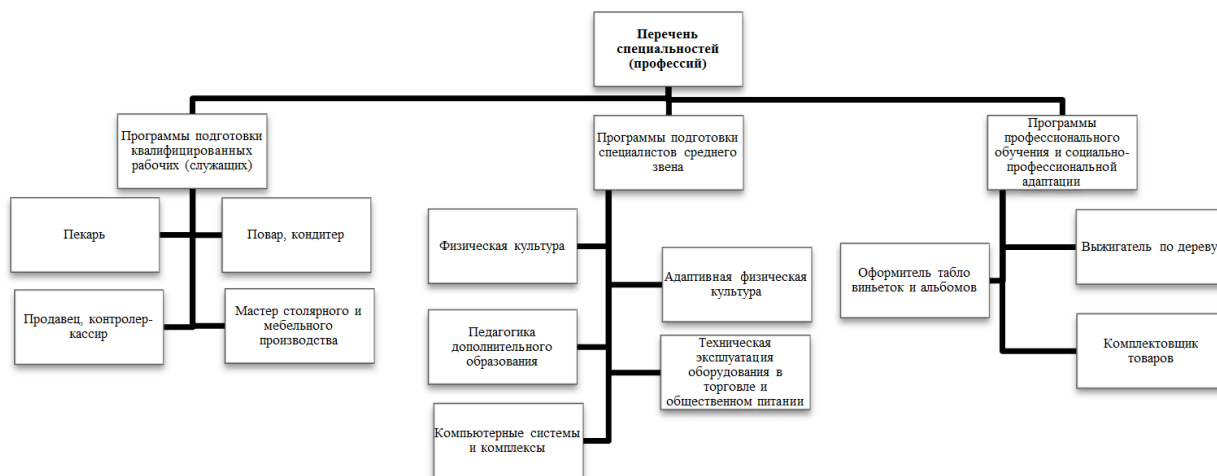 Перечень
специальностей
(профессий)
Программы подготовки
квалифицированных
рабочих (служащих)
Программы подготовки
специалистов среднего
звена
Программы
профессионального
обучения и социально-
профессиональной
адаптации
Пекарь
Повар, кондитер
Продавец, контролер-
кассир
Мастер столярного и
мебельного
производства
Физическая культура
Адаптивная физическая
культура
Педагогика
дополнительного
образования
Техническая
эксплуатация
оборудования в
торговле и
общественном питании
Компьютерные системы
и комплексы
Выжигатель по дереву
Оформитель табло
виньеток и альбомов
Комплектовщик
товаров